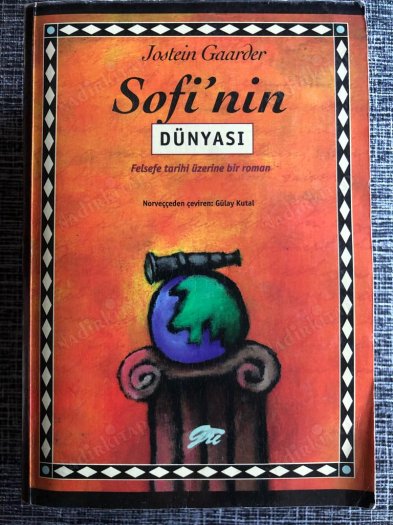 Jostein Gaarder
Sofi'nin
DÜNYASI
Felsefe tarihi üzerine bir roman
Norveççeden çeviren: Gülay Kutal